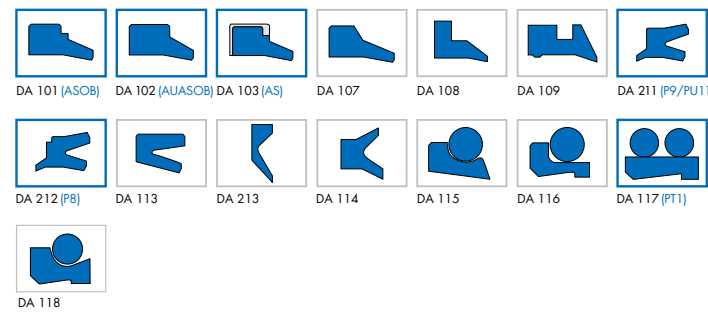 DA 101 (ASOB) DA 102 (AUASOB) DA 103 (AS) DA 107 DA 108 DA 109 DA 211 (P9/PU11
DA 212 (P8) DA 113 DA 213 DA 114 DA 115 DA 116 DA 117 (PT1)
DA 118